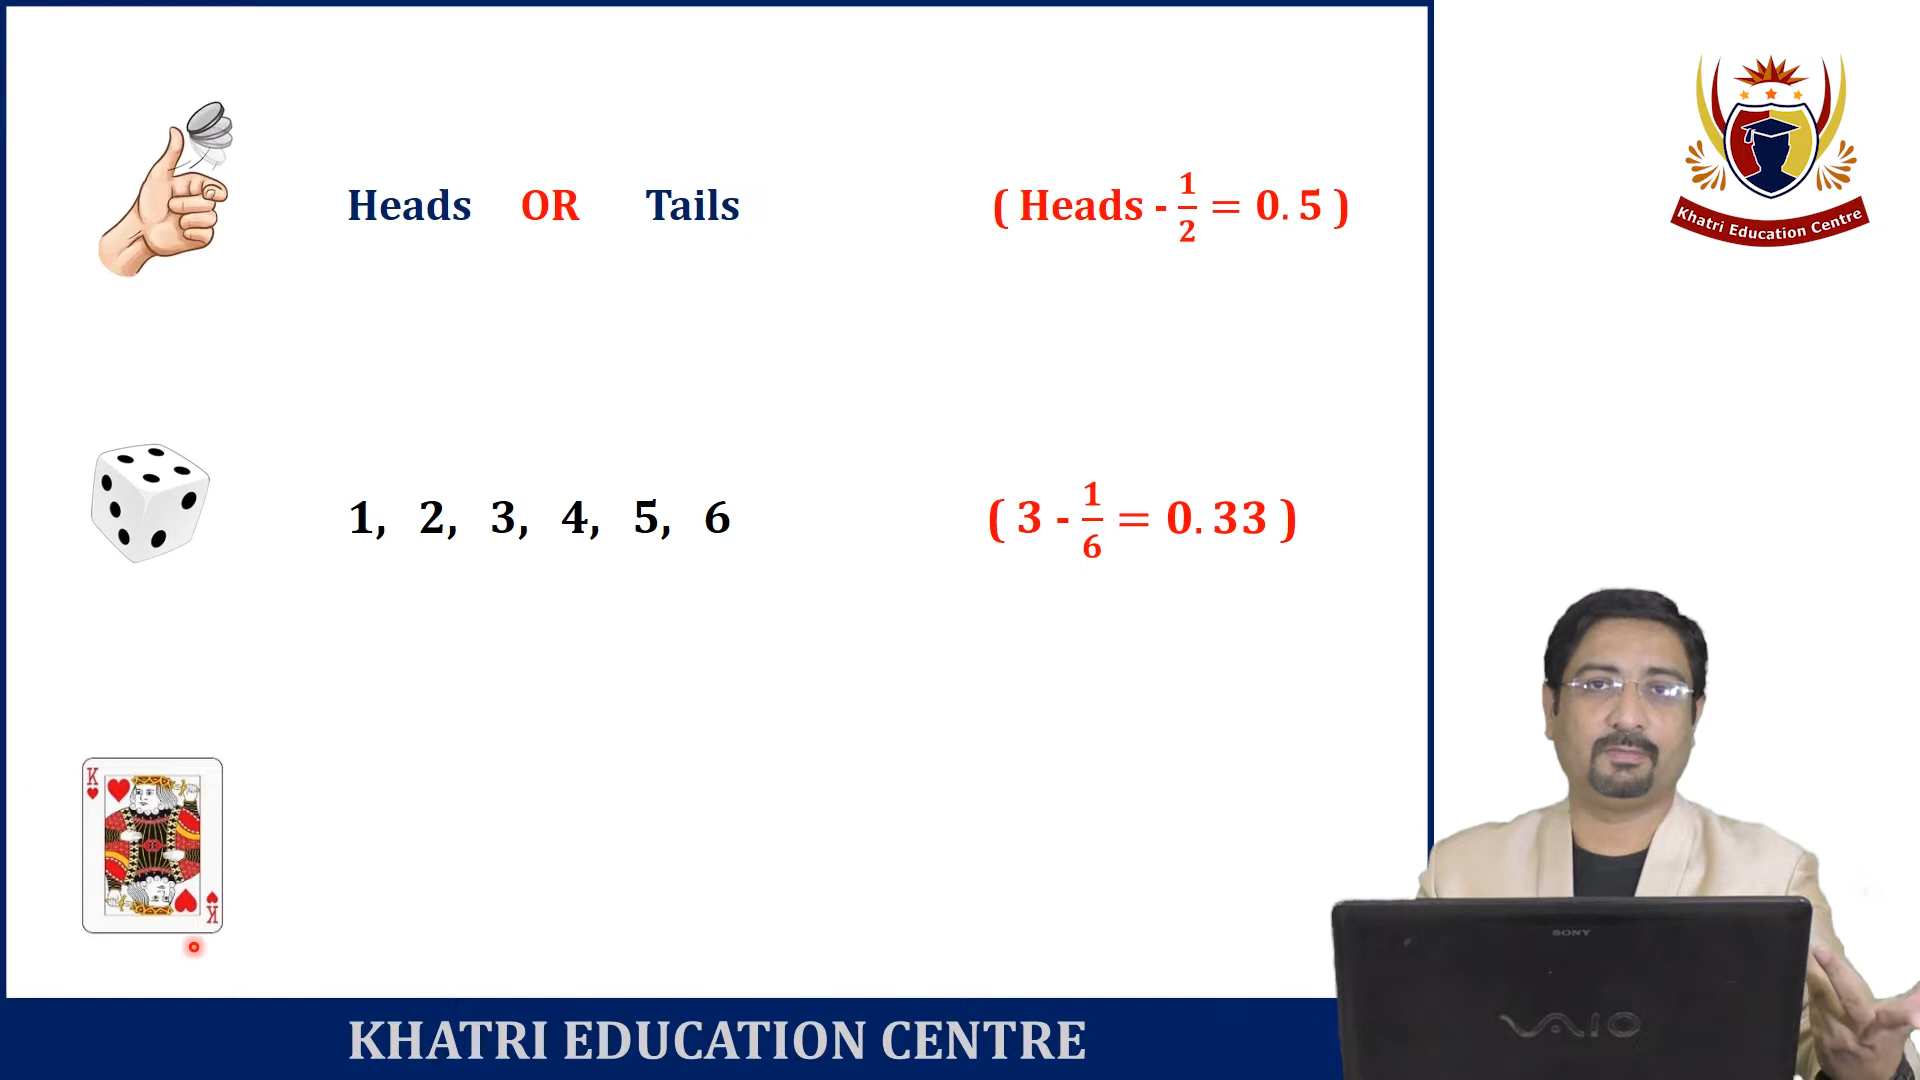 Heads OR Tails ( Heads - 1/2 = 0.5 )
Khatri Education Centre
1, 2, 3, 4, 5, 6 ( 3 - 1/6 = 0.33 )
K
K
SONY
VAIO
KHATRI EDUCATION CENTRE